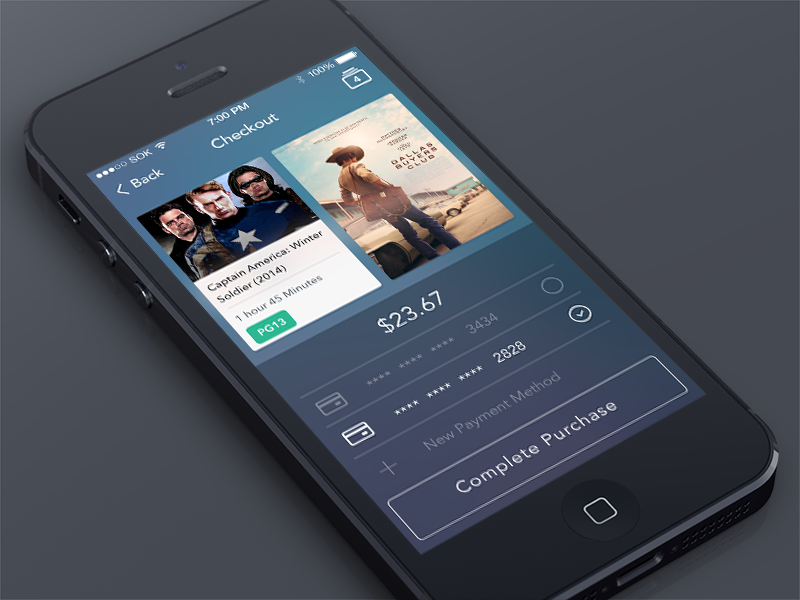 SOK
7:00 PM
100%
Back
Checkout
4
DALLAS
BUYERS
CLUB
Captain America: Winter
Soldier (2014)
1 hour 45 Minutes
PG13
$23.67
**** **** **** 3434
**** **** **** 2828
New Payment Method
Complete Purchase